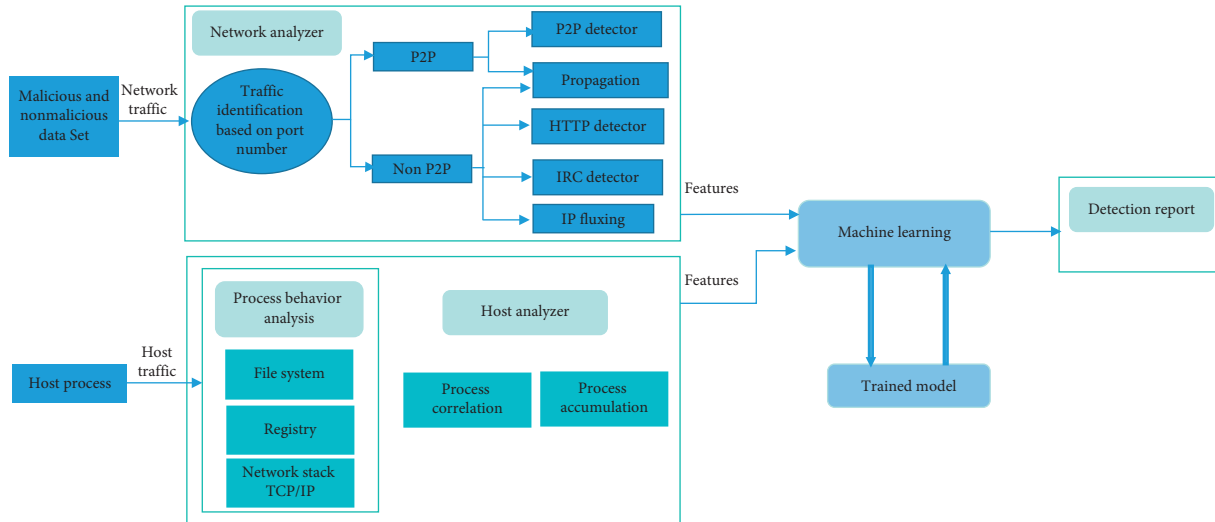 Network analyzer
Malicious and
nonmalicious
data Set
Network
traffic
Traffic
identification
based on port
number
P2P
Non P2P
P2P detector
Propagation
HTTP detector
IRC detector
IP fluxing
Features
Machine learning
Detection report
Trained model
Features
Host process
Host
traffic
Process behavior
analysis
File system
Registry
Network stack
TCP/IP
Host analyzer
Process
correlation
Process
accumulation